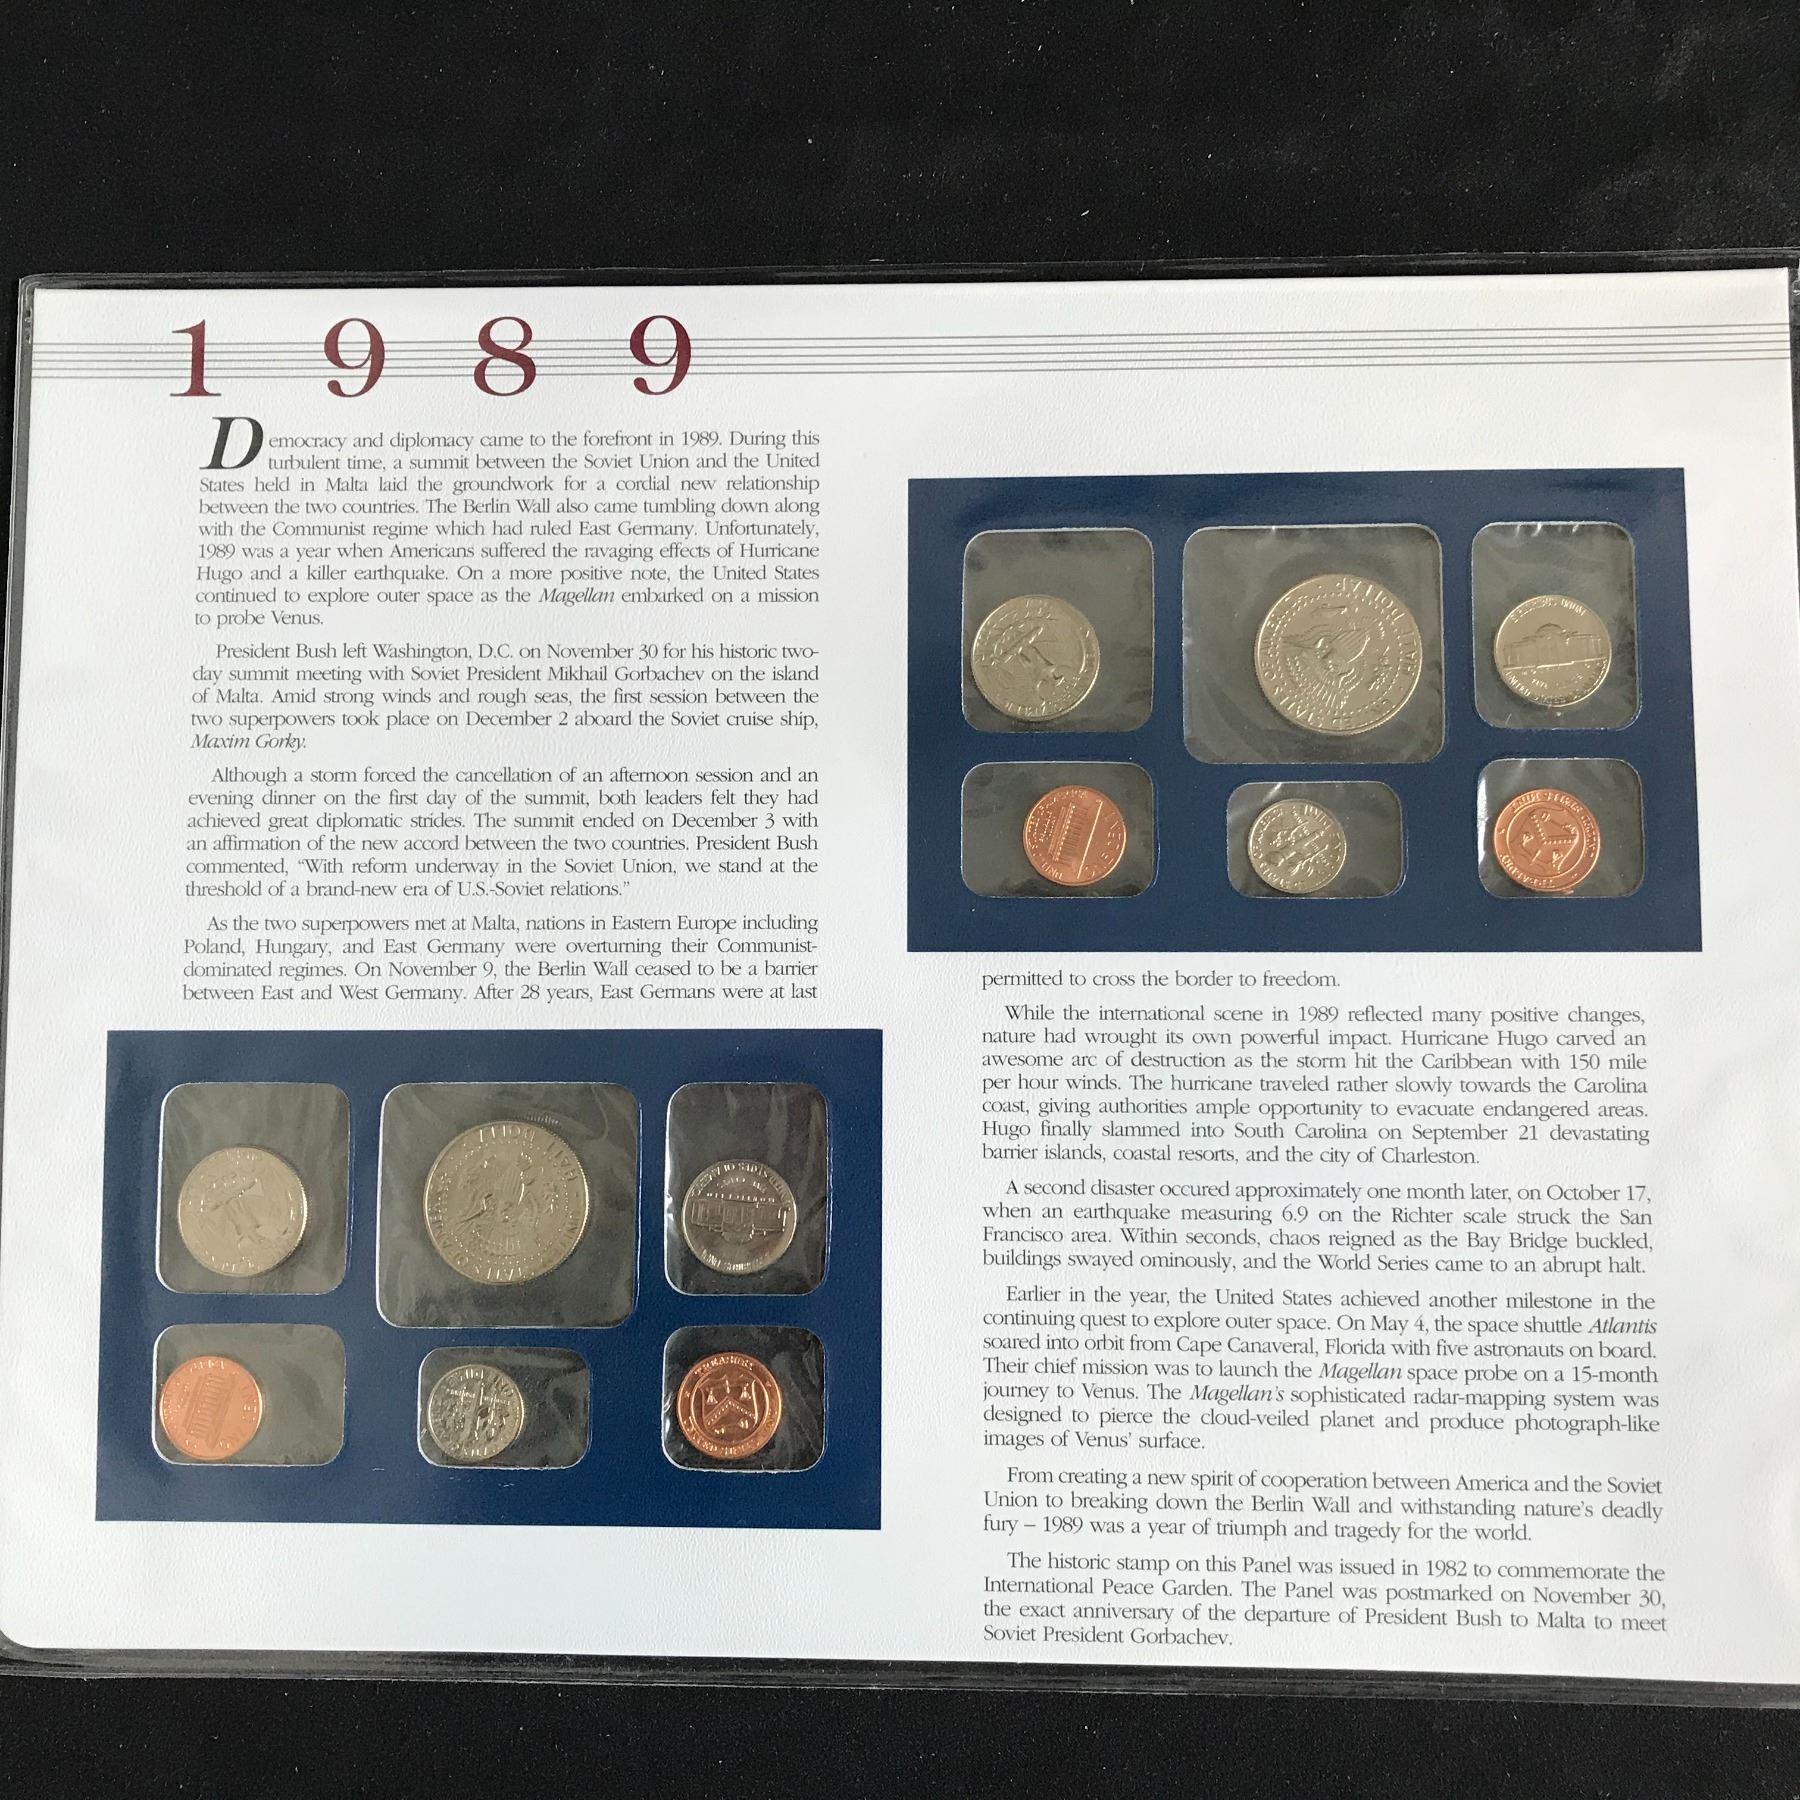 1989
Democracy and diplomacy came to the forefront in 1989. During this
turbulent time, a summit between the Soviet Union and the United
States held in Malta laid the groundwork for a cordial new relationship
between the two countries. The Berlin Wall also came tumbling down along
with the Communist regime which had ruled East Germany. Unfortunately,
1989 was a year when Americans suffered the ravaging effects of Hurricane
Hugo and a killer earthquake. On a more positive note, the United States
continued to explore outer space as the Magellan embarked on a mission
to probe Venus.
President Bush left Washington, D.C. on November 30 for his historic two-
day summit meeting with Soviet President Mikhail Gorbachev on the island
of Malta. Amid strong winds and rough seas, the first session between the
two superpowers took place on December 2 aboard the Soviet cruise ship,
Maxim Gorky.
Although a storm forced the cancellation of an afternoon session and an
evening dinner on the first day of the summit, both leaders felt they had
achieved great diplomatic strides. The summit ended on December 3 with
an affirmation of the new accord between the two countries. President Bush
commented, “With reform underway in the Soviet Union, we stand at the
threshold of a brand-new era of U.S.-Soviet relations.”
As the two superpowers met at Malta, nations in Eastern Europe including
Poland, Hungary, and East Germany were overturning their Communist-
dominated regimes. On November 9, the Berlin Wall ceased to be a barrier
between East and West Germany. After 28 years, East Germans were at last
permitted to cross the border to freedom.
While the international scene in 1989 reflected many positive changes,
nature had wrought its own powerful impact. Hurricane Hugo carved an
awesome arc of destruction as the storm hit the Caribbean with 150 mile
per hour winds. The hurricane traveled rather slowly towards the Carolina
coast, giving authorities ample opportunity to evacuate endangered areas.
Hugo finally slammed into South Carolina on September 21 devastating
barrier islands, coastal resorts, and the city of Charleston.
A second disaster occured approximately one month later, on October 17,
when an earthquake measuring 6.9 on the Richter scale struck the San
Francisco area. Within seconds, chaos reigned as the Bay Bridge buckled,
buildings swayed ominously, and the World Series came to an abrupt halt.
Earlier in the year, the United States achieved another milestone in the
continuing quest to explore outer space. On May 4, the space shuttle Atlantis
soared into orbit from Cape Canaveral, Florida with five astronauts on board.
Their chief mission was to launch the Magellan space probe on a 15-month
journey to Venus. The Magellan's sophisticated radar-mapping system was
designed to pierce the cloud-veiled planet and produce photograph-like
images of Venus' surface.
From creating a new spirit of cooperation between America and the Soviet
Union to breaking down the Berlin Wall and withstanding nature's deadly
fury – 1989 was a year of triumph and tragedy for the world.
The historic stamp on this Panel was issued in 1982 to commemorate the
International Peace Garden. The Panel was postmarked on November 30,
the exact anniversary of the departure of President Bush to Malta to meet
Soviet President Gorbachev.